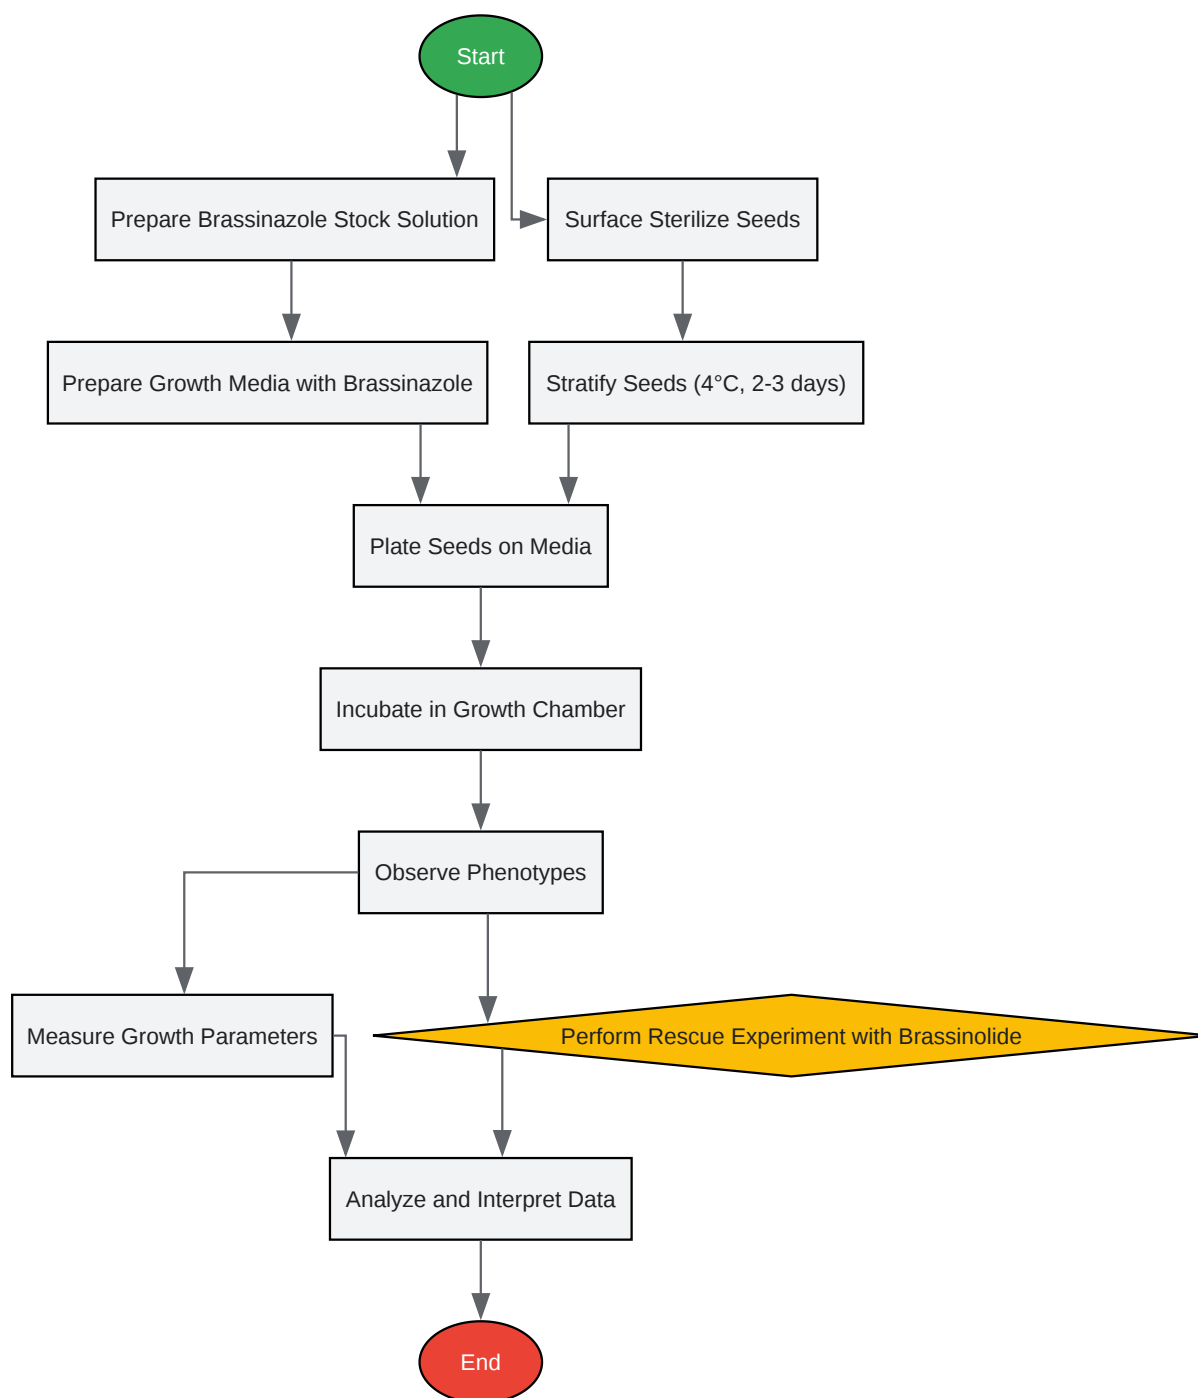 Start
Prepare Brassinazole Stock Solution
Surface Sterilize Seeds
Prepare Growth Media with Brassinazole
Stratify Seeds (4°C, 2-3 days)
Plate Seeds on Media
Incubate in Growth Chamber
Observe Phenotypes
Measure Growth Parameters
Perform Rescue Experiment with Brassinolide
Analyze and Interpret Data
End